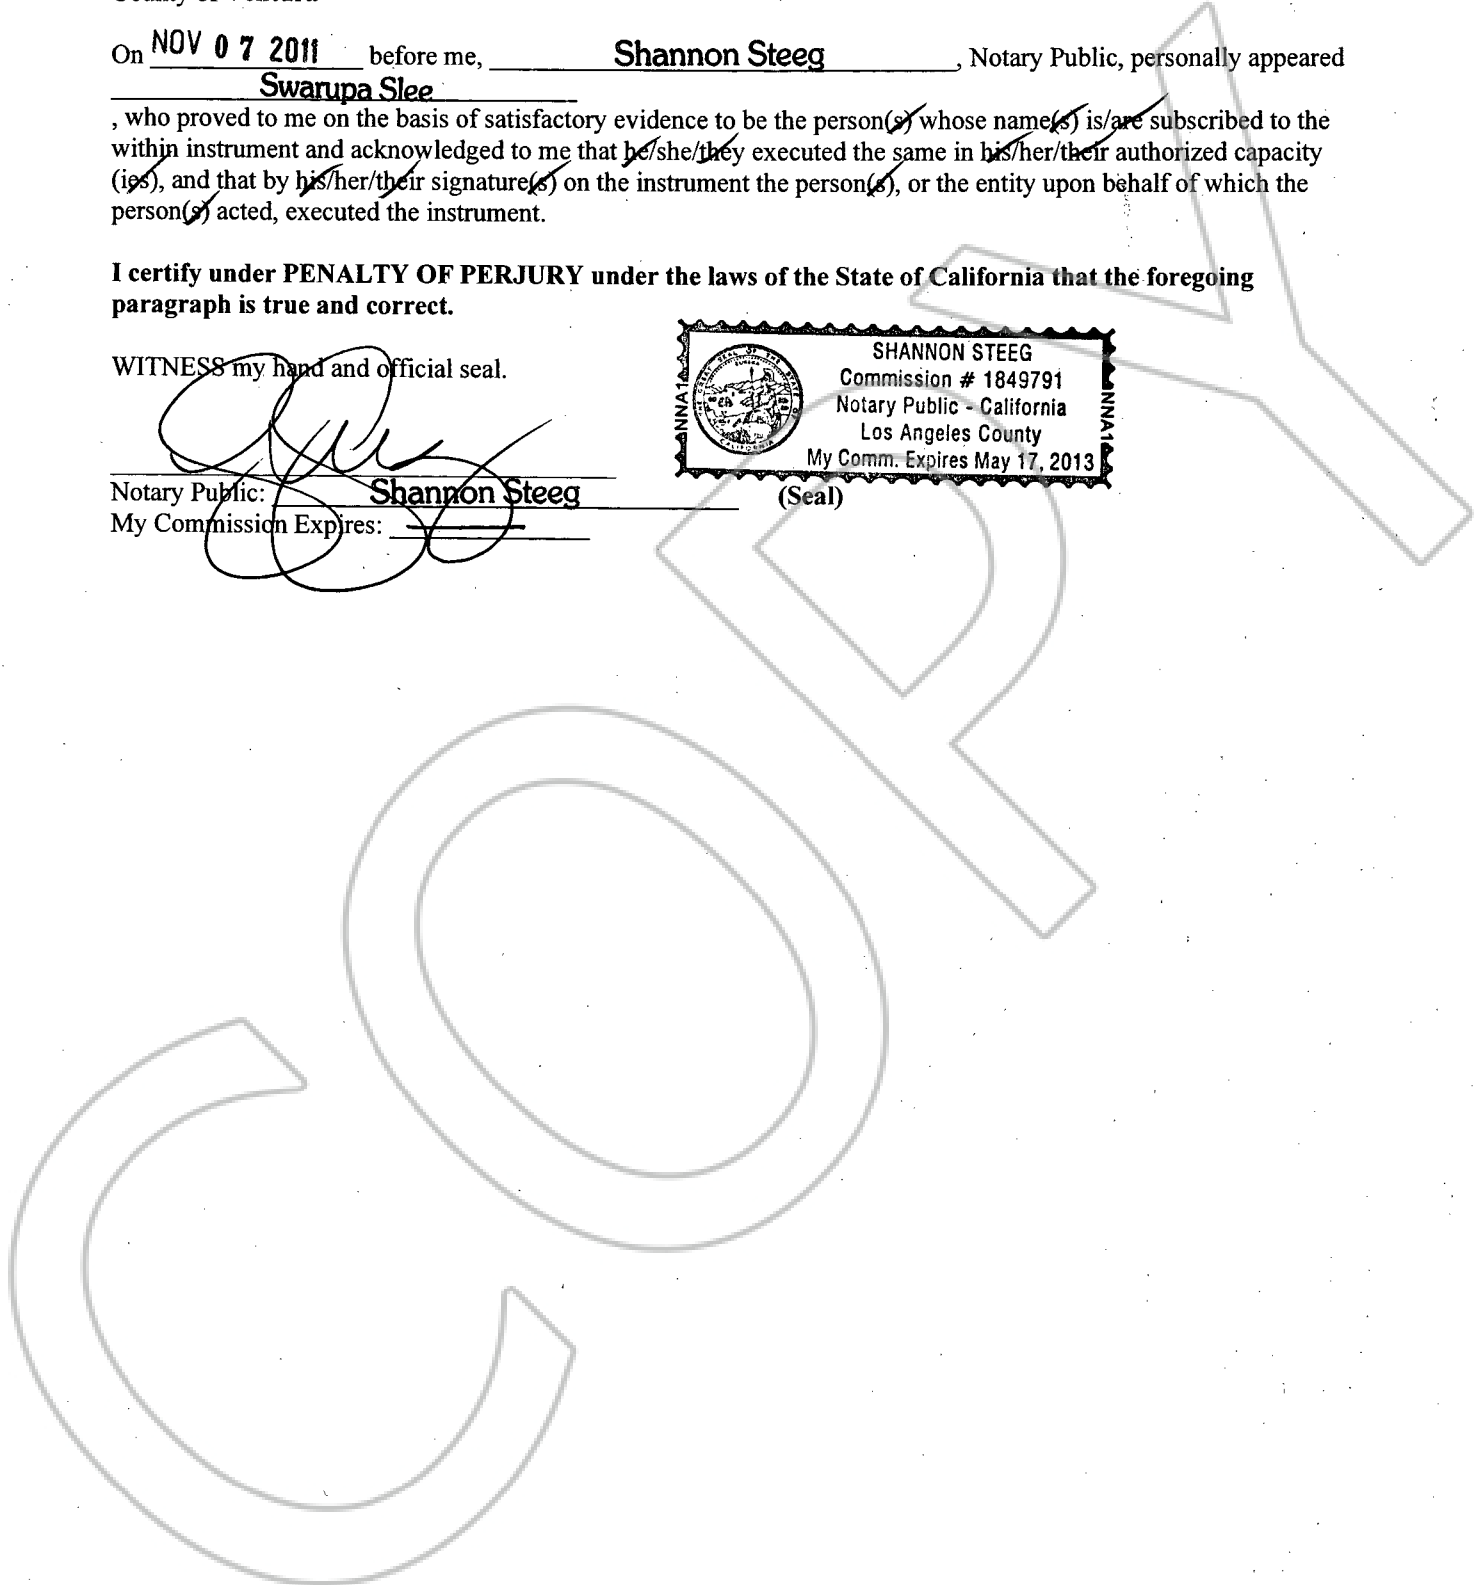 On NOV 07 2011 before me, Shannon Steeg, Notary Public, personally appeared
Swarupa Slee
, who proved to me on the basis of satisfactory evidence to be the person(s) whose name(s) is/are subscribed to the
within instrument and acknowledged to me that he/she/they executed the same in his/her/their authorized capacity
(ies), and that by his/her/their signature(s) on the instrument the person(s), or the entity upon behalf of which the
person(s) acted, executed the instrument.
I certify under PENALTY OF PERJURY under the laws of the State of California that the foregoing
paragraph is true and correct.
WITNESS my hand and official seal.
SHANNON STEEG
Commission # 1849791
Notary Public - California
Los Angeles County
My Comm. Expires May 17, 2013
NNA1
NNA1
Notary Public: Shannon Steeg
(Seal)
My Commission Expires:
COPY